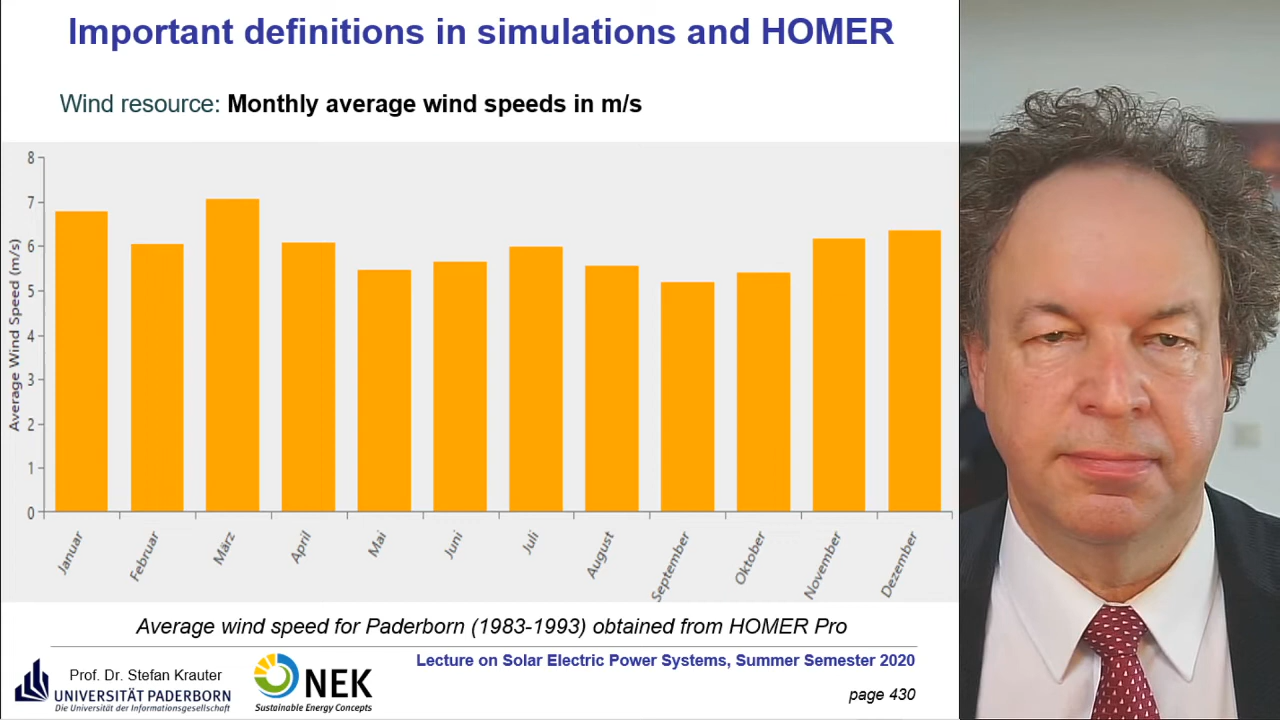 Important definitions in simulations and HOMER
Wind resource: Monthly average wind speeds in m/s
Average Wind Speed (m/s)
8
7
6
5
4
3
2
1
0
Januar
Februar
März
April
Mai
Juni
Juli
August
September
Oktober
November
Dezember
Average wind speed for Paderborn (1983-1993) obtained from HOMER Pro
Prof. Dr. Stefan Krauter
UNIVERSITÄT PADERBORN
Die Universität der Informationsgesellschaft
NEK
Sustainable Energy Concepts
Lecture on Solar Electric Power Systems, Summer Semester 2020
page 430